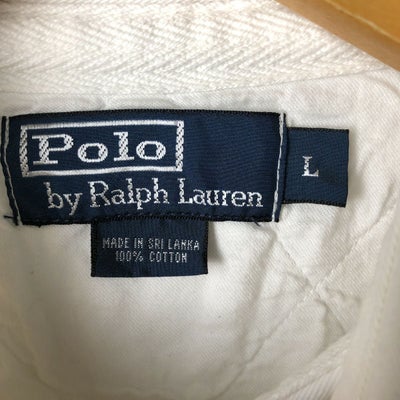 Polo
by Ralph Lauren
L
MADE IN SRI LANKA
100% COTTON